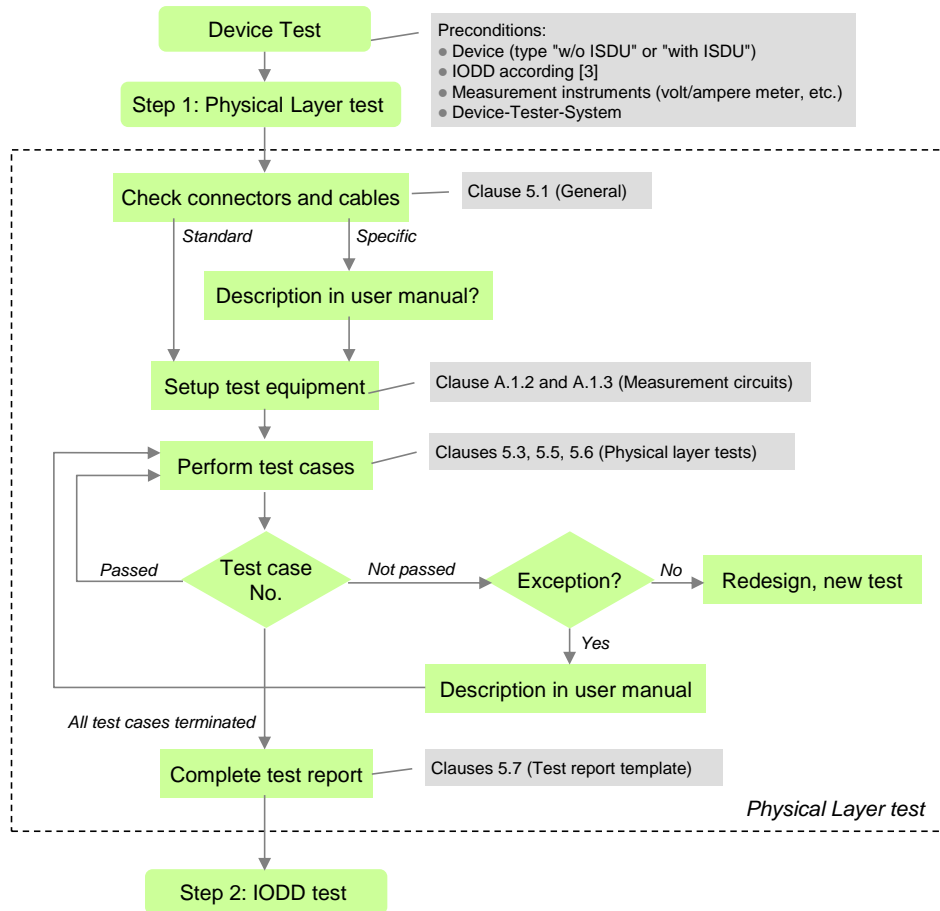 Device Test
Preconditions:
● Device (type "w/o ISDU" or "with ISDU")
● IODD according [3]
● Measurement instruments (volt/ampere meter, etc.)
● Device-Tester-System
Step 1: Physical Layer test
Check connectors and cables
Clause 5.1 (General)
Standard
Specific
Description in user manual?
Setup test equipment
Clause A.1.2 and A.1.3 (Measurement circuits)
Perform test cases
Clauses 5.3, 5.5, 5.6 (Physical layer tests)
Passed
Test case
No.
Not passed
Exception?
No
Redesign, new test
Yes
Description in user manual
All test cases terminated
Complete test report
Clauses 5.7 (Test report template)
Physical Layer test
Step 2: IODD test